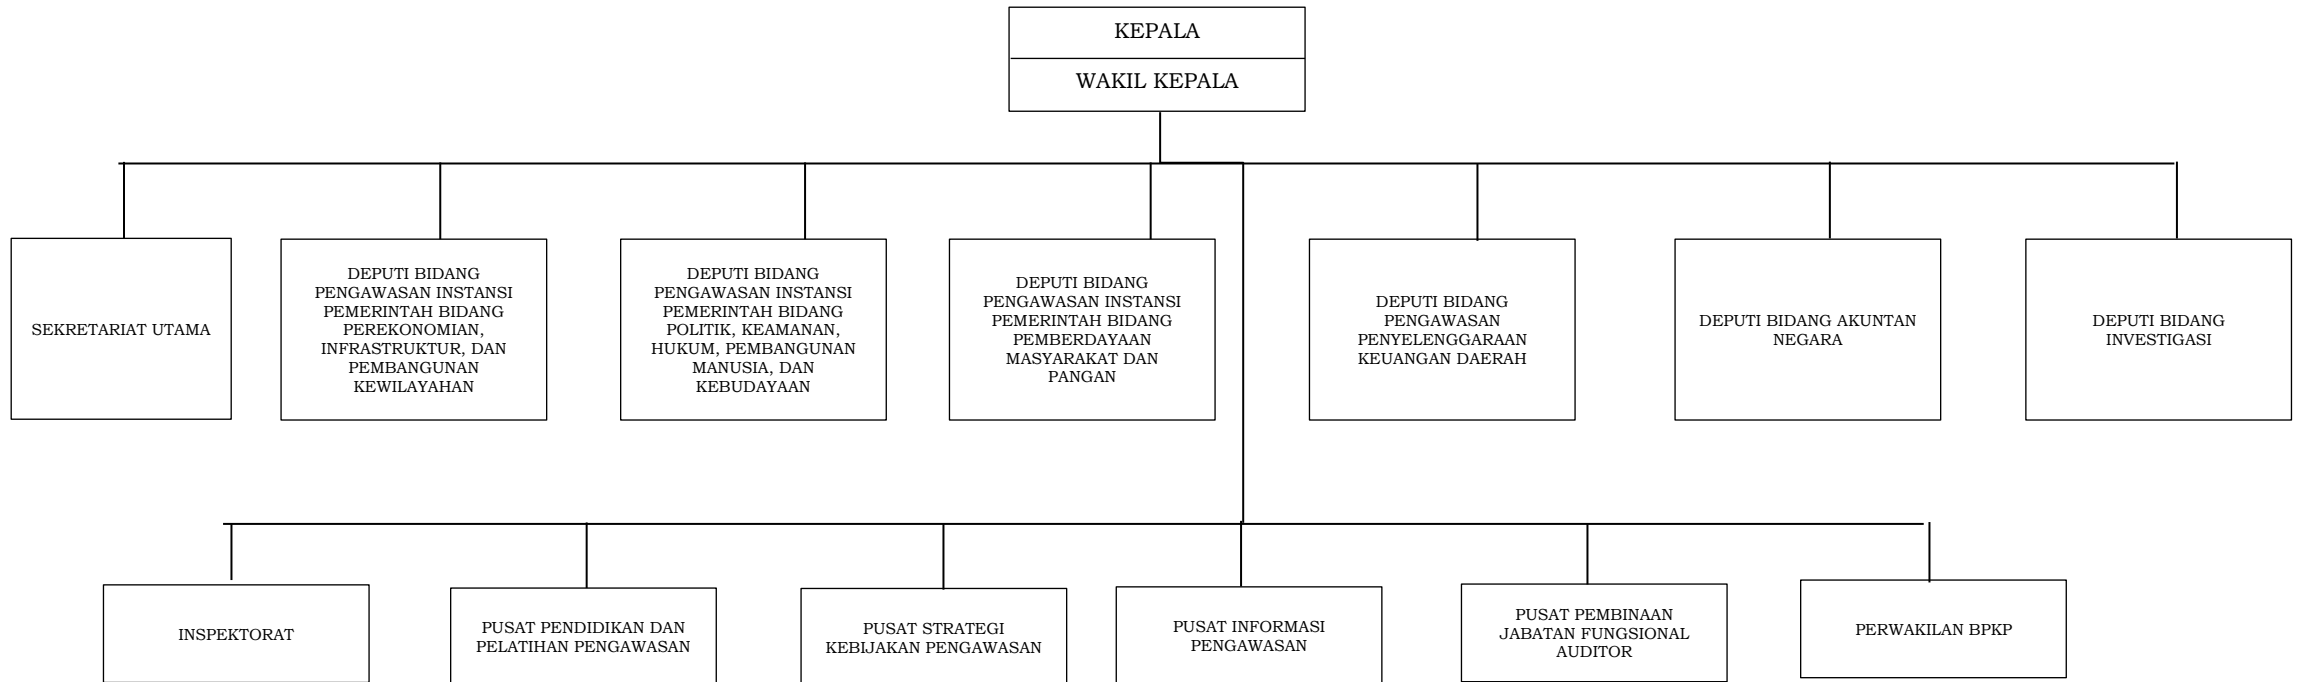 KEPALA
WAKIL KEPALA
SEKRETARIAT UTAMA
DEPUTI BIDANG
PENGAWASAN INSTANSI
PEMERINTAH BIDANG
PEREKONOMIAN,
INFRASTRUKTUR, DAN
PEMBANGUNAN
KEWILAYAHAN
DEPUTI BIDANG
PENGAWASAN INSTANSI
PEMERINTAH BIDANG
POLITIK, KEAMANAN,
HUKUM, PEMBANGUNAN
MANUSIA, DAN
KEBUDAYAAN
DEPUTI BIDANG
PENGAWASAN INSTANSI
PEMERINTAH BIDANG
PEMBERDAYAAN
MASYARAKAT DAN
PANGAN
DEPUTI BIDANG
PENGAWASAN
PENYELENGGARAAN
KEUANGAN DAERAH
DEPUTI BIDANG AKUNTAN
NEGARA
DEPUTI BIDANG
INVESTIGASI
INSPEKTORAT
PUSAT PENDIDIKAN DAN
PELATIHAN PENGAWASAN
PUSAT STRATEGI
KEBIJAKAN PENGAWASAN
PUSAT INFORMASI
PENGAWASAN
PUSAT PEMBINAAN
JABATAN FUNGSIONAL
AUDITOR
PERWAKILAN BPKP